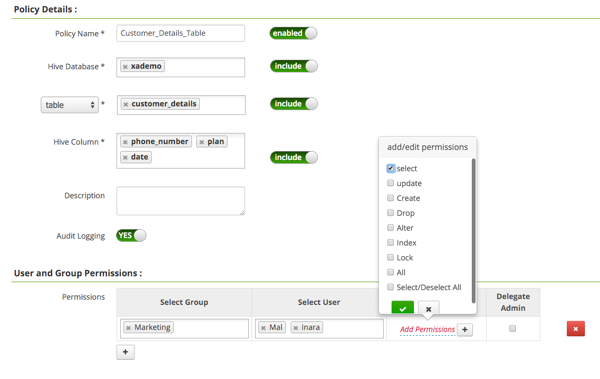 Policy Details :
Policy Name * Customer_Details_Table enabled
Hive Database * × xademo include
table * × customer_details include
Hive Column * × phone_number × plan
× date include
add/edit permissions
select
update
Create
Drop
Alter
Index
Lock
All
Select/Deselect All
Description
Audit Logging YES
User and Group Permissions :
Permissions Select Group Select User Delegate
Admin
× Marketing × Mal × Inara Add Permissions +
+